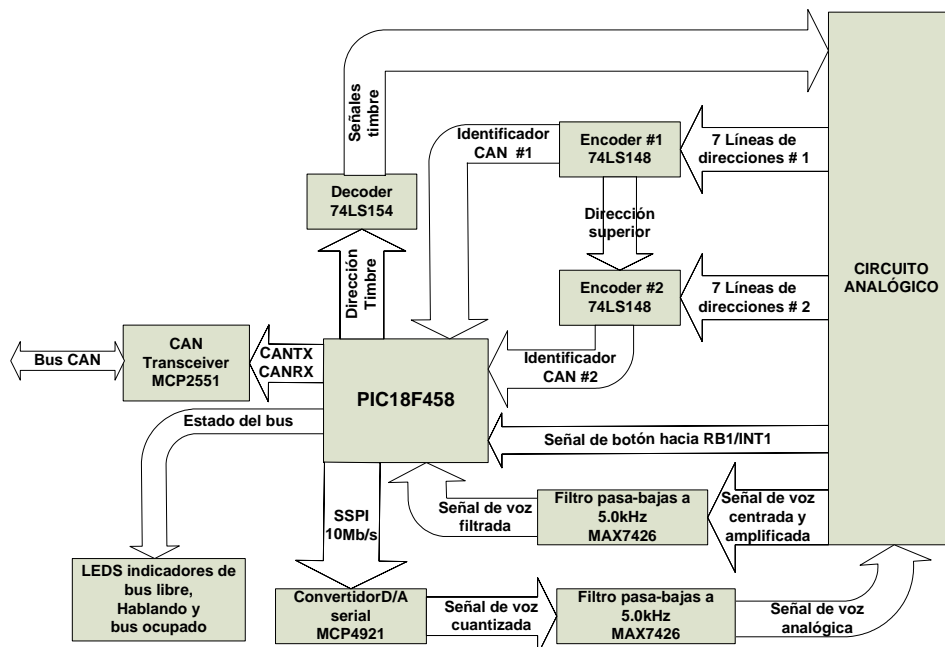 Señales
timbre
Identificador
CAN #1
Encoder #1
74LS148
7 Líneas de
direcciones # 1
Decoder
74LS154
Dirección
superior
CIRCUITO
ANALÓGICO
Dirección
Timbre
Encoder #2
74LS148
7 Líneas de
direcciones # 2
Bus CAN
CAN
Transceiver
MCP2551
CANTX
CANRX
PIC18F458
Identificador
CAN #2
Estado del bus
Señal de botón hacia RB1/INT1
SSPI
10Mb/s
Señal de voz
filtrada
Filtro pasa-bajas a
5.0kHz
MAX7426
Señal de voz
centrada y
amplificada
LEDS indicadores de
bus libre,
Hablando y
bus ocupado
ConvertidorD/A
serial
MCP4921
Señal de voz
cuantizada
Filtro pasa-bajas a
5.0kHz
MAX7426
Señal de voz
analógica